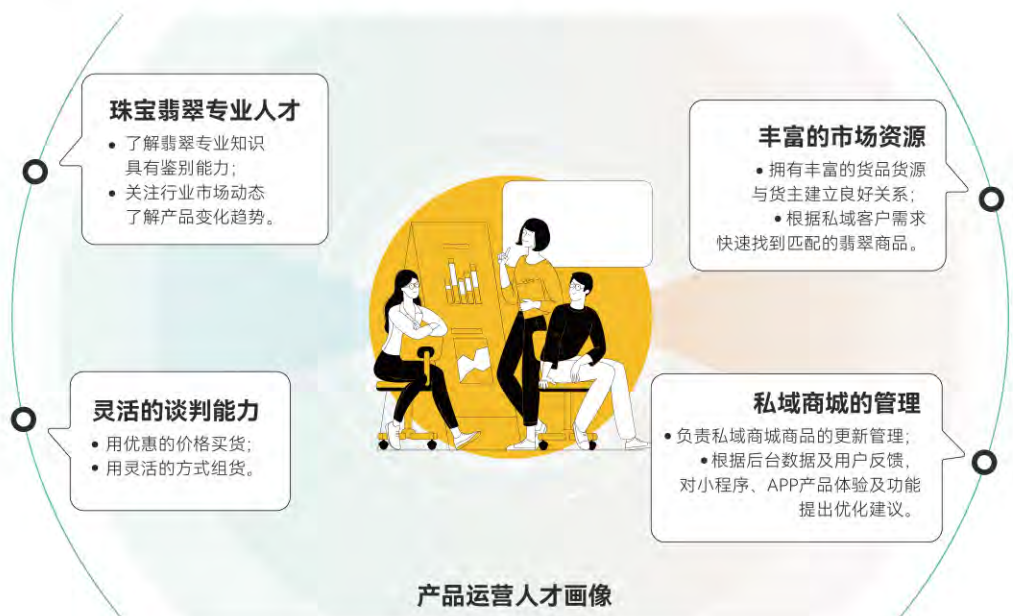 珠宝翡翠专业人才
• 了解翡翠专业知识
具有鉴别能力；
• 关注行业市场动态
了解产品变化趋势。
丰富的市场资源
• 拥有丰富的货品货源
与货主建立良好关系；
• 根据私域客户需求
快速找到匹配的翡翠商品。
灵活的谈判能力
• 用优惠的价格买货；
• 用灵活的方式组货。
私域商城的管理
• 负责私域商城商品的更新管理；
• 根据后台数据及用户反馈，
对小程序、APP产品体验及功能
提出优化建议。
产品运营人才画像